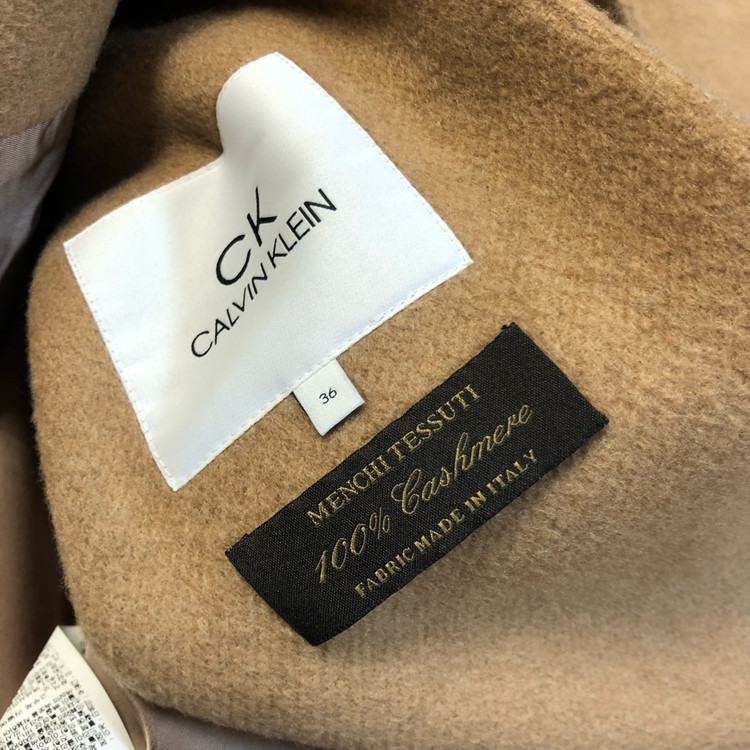 CK
CALVIN KLEIN
36
MENCHI TESSUTI
100% Cashmere
FABRIC MADE IN ITALY